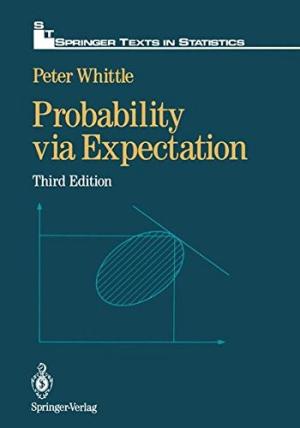 S
T
SPRINGER TEXTS IN STATISTICS
Peter Whittle
Probability
via Expectation
Third Edition
Springer-Verlag